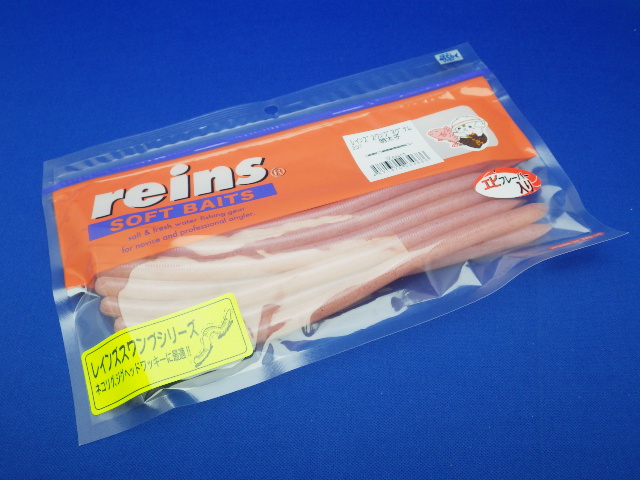 reins®
SOFT BAITS
salt & fresh water fishing gear
for novice and professional angler
エビフレーバー
入り
レインズスワンプシリーズ
ネコリグ,ジグヘッドワッキーに最適!!